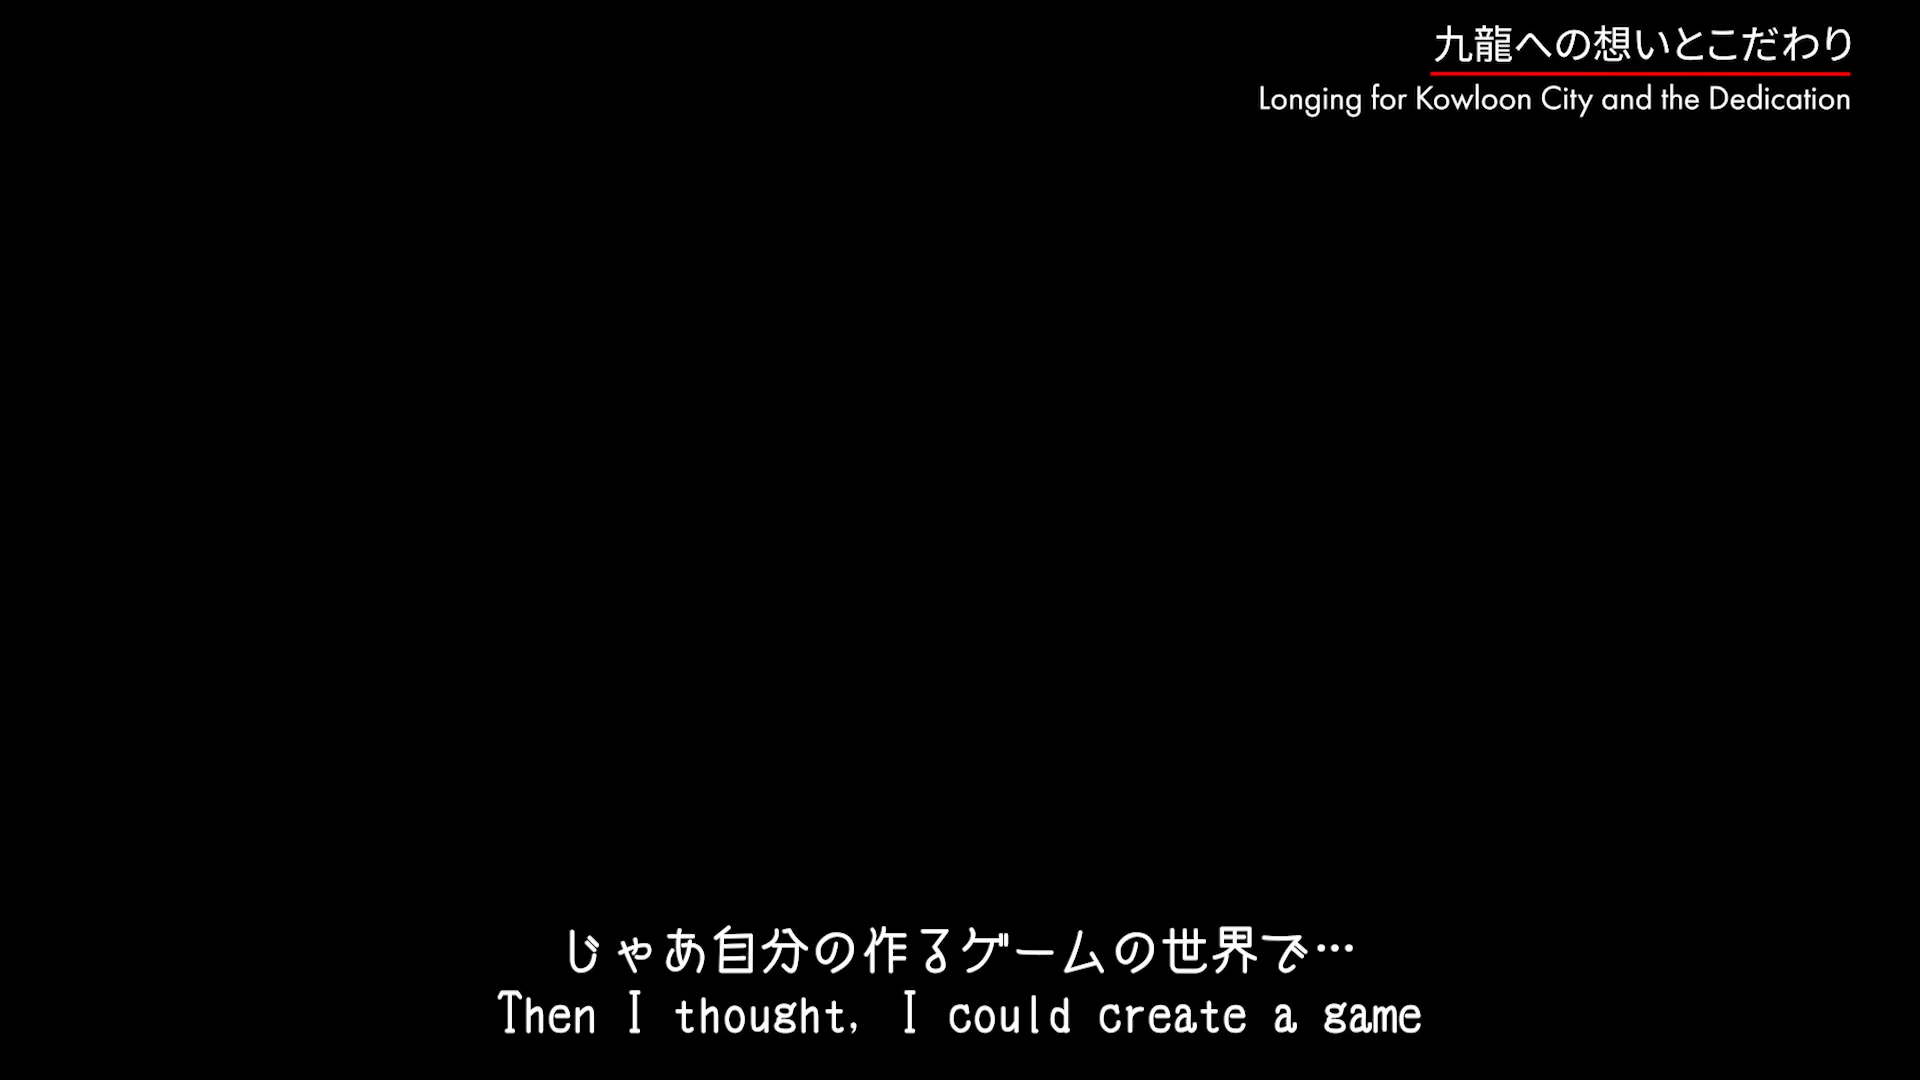 九龍への想いとこだわり
Longing for Kowloon City and the Dedication
じゃあ自分の作るゲームの世界で…
Then I thought, I could create a game